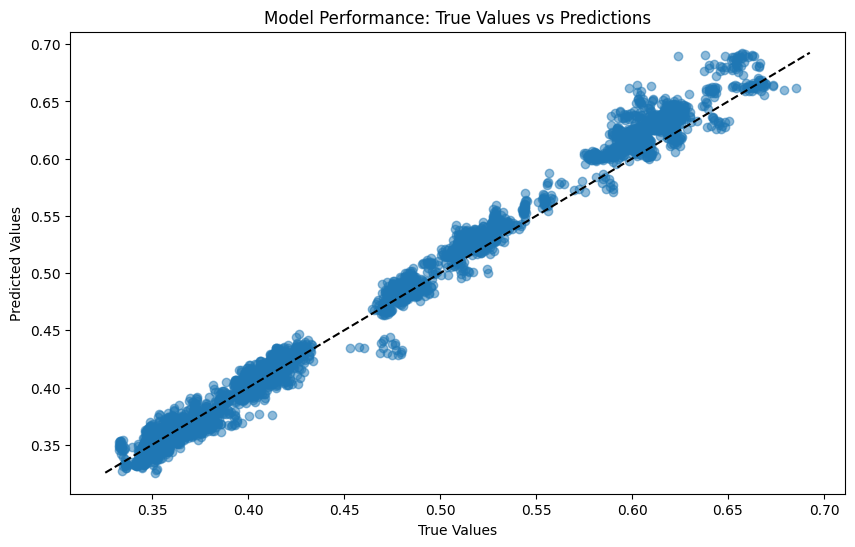 Model Performance: True Values vs Predictions
0.70
0.65
0.60
0.55
0.50
0.45
0.40
0.35
Predicted Values
0.35 0.40 0.45 0.50 0.55 0.60 0.65 0.70
True Values